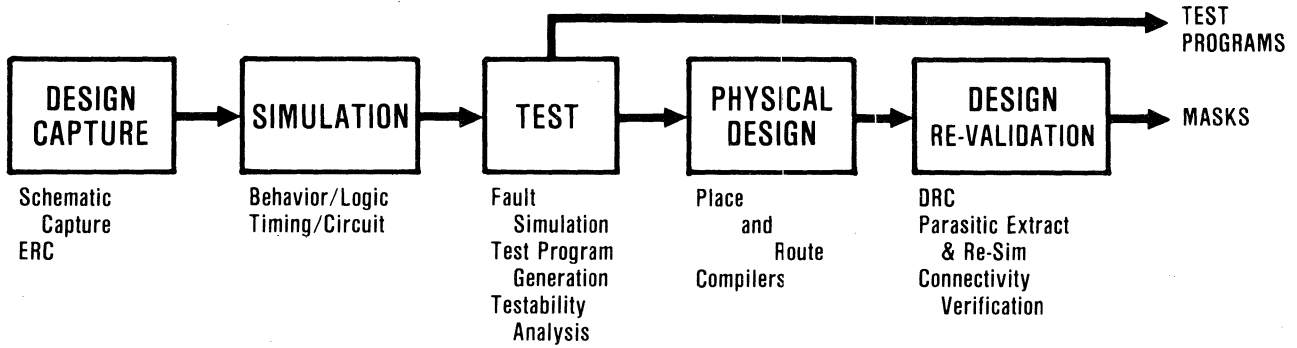 TEST
PROGRAMS
DESIGN
CAPTURE
SIMULATION
TEST
PHYSICAL
DESIGN
DESIGN
RE-VALIDATION
MASKS
Schematic
Capture
ERC
Behavior/Logic
Timing/Circuit
Fault
Simulation
Test Program
Generation
Testability
Analysis
Place
and
Route
Compilers
DRC
Parasitic Extract
& Re-Sim
Connectivity
Verification